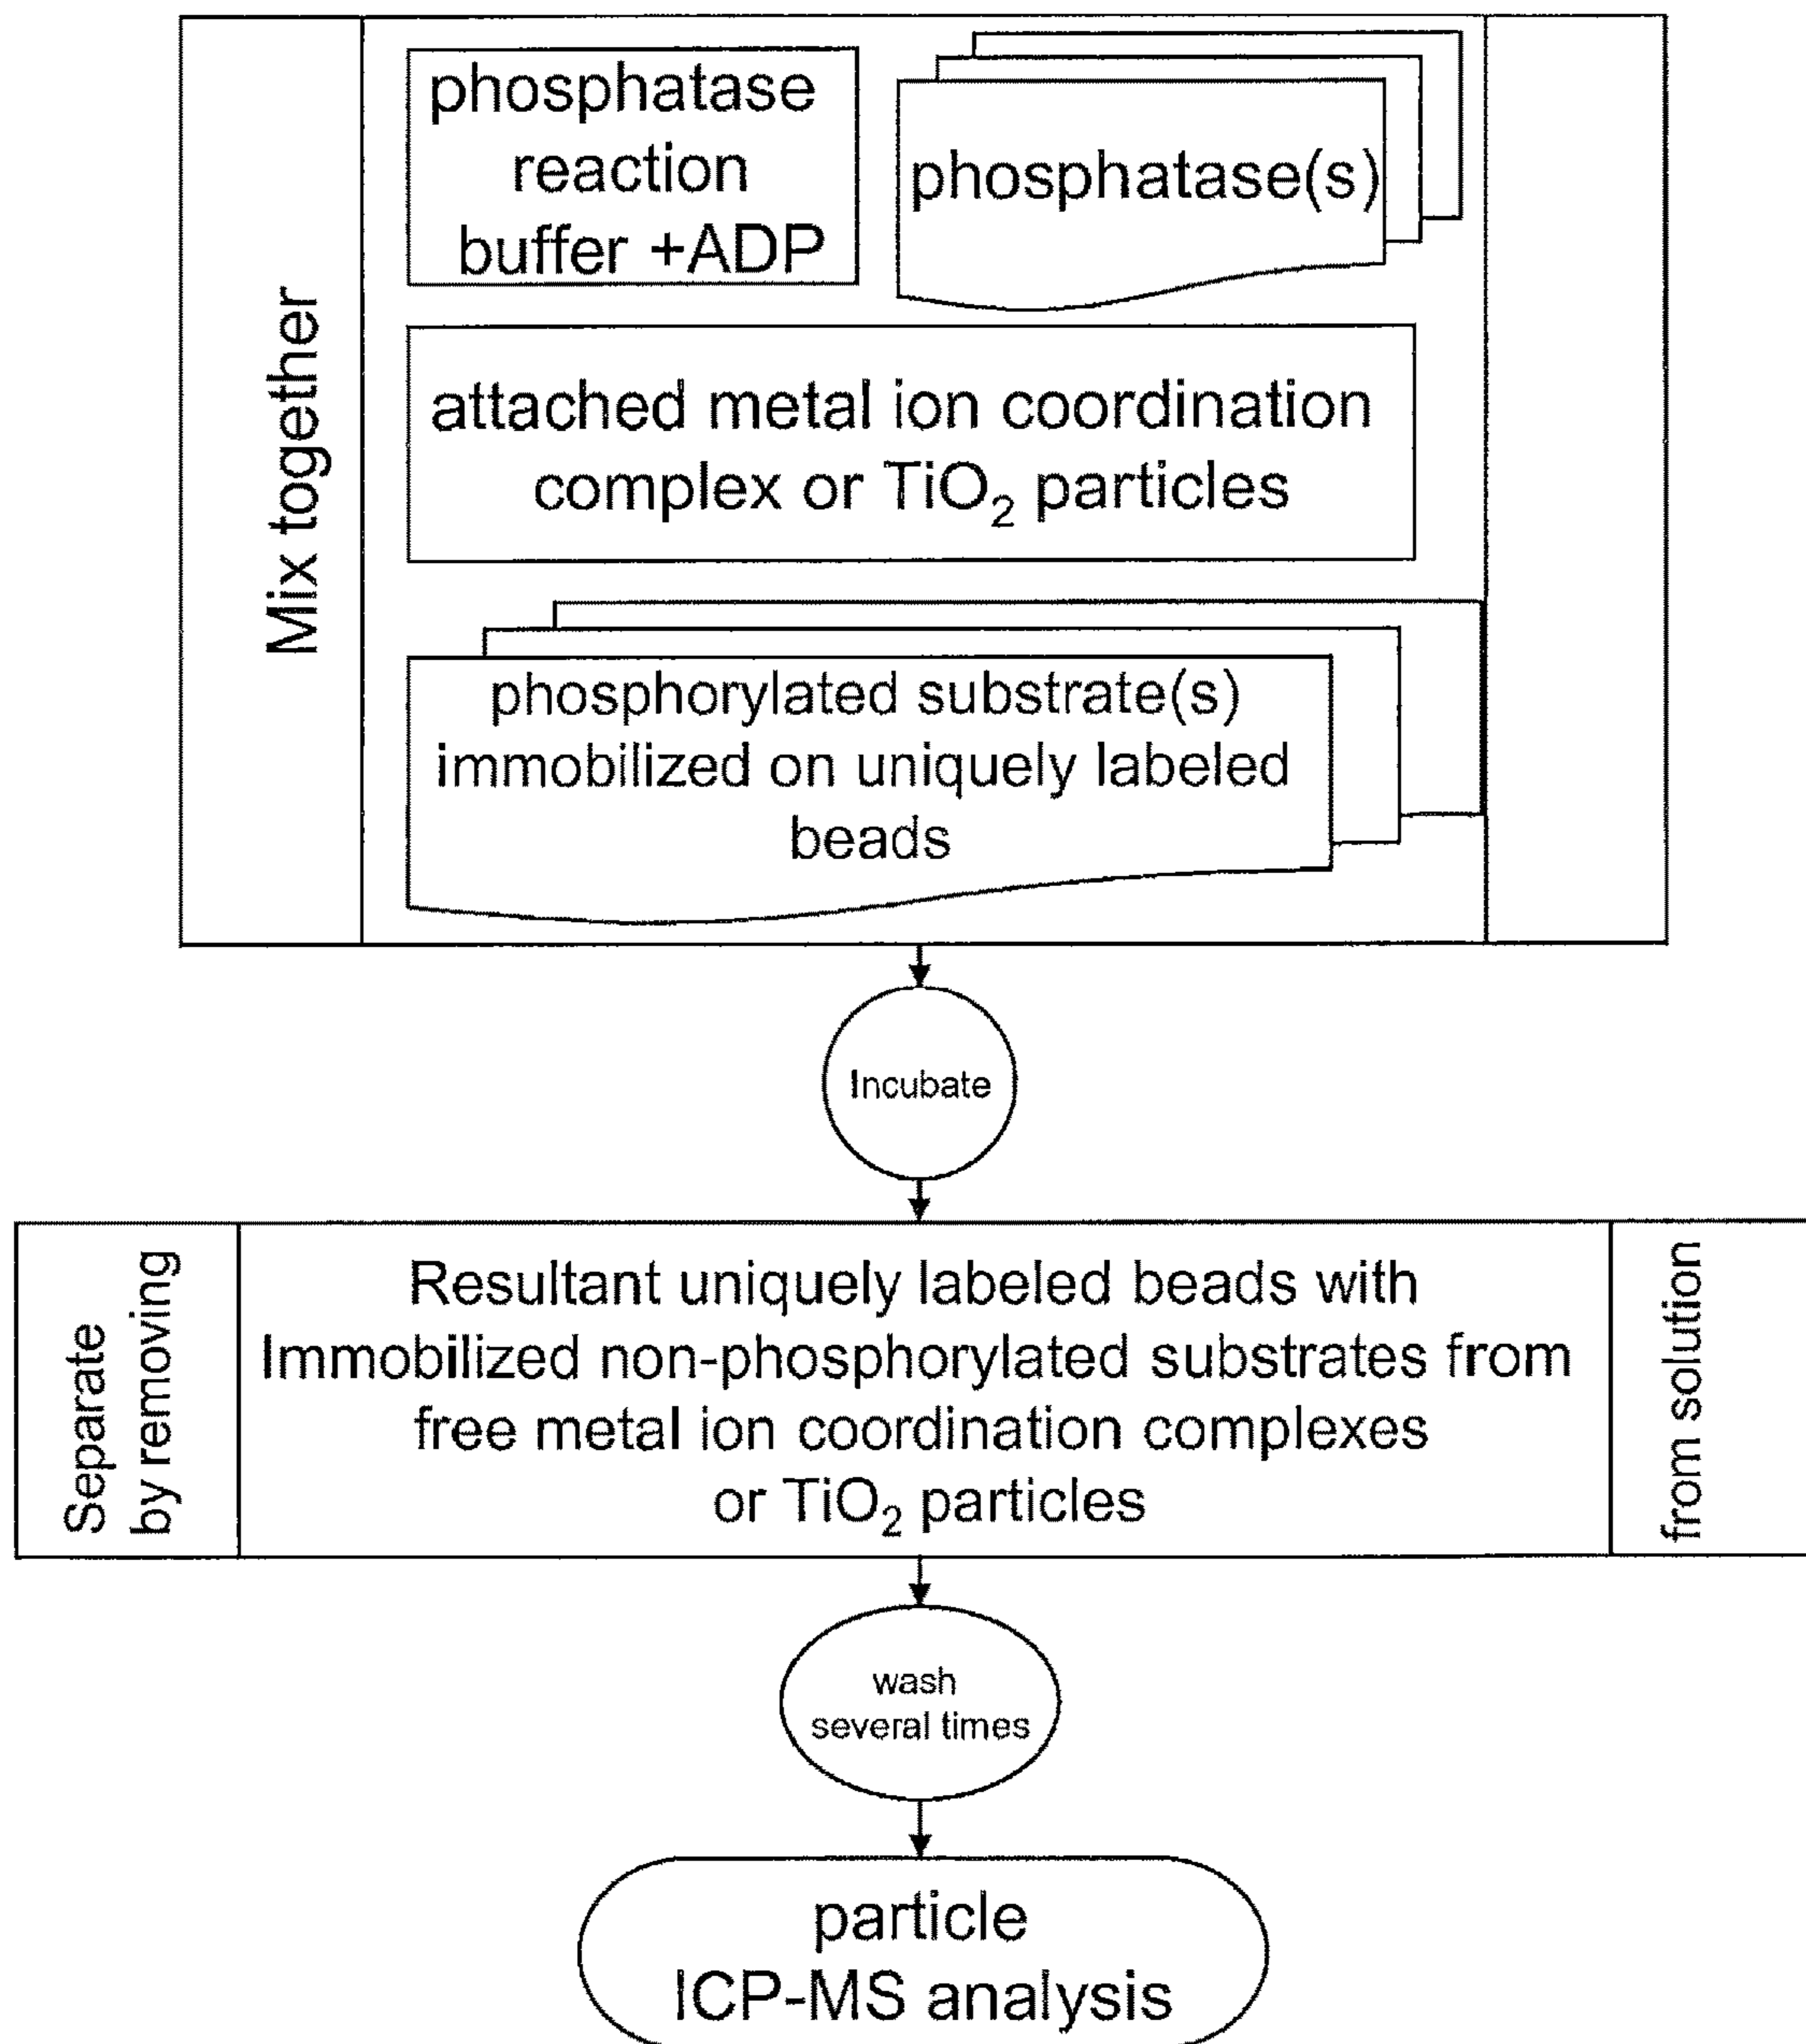 Mix together
phosphatase
reaction
buffer +ADP
phosphatase(s)
attached metal ion coordination
complex or TiO₂ particles
phosphorylated substrate(s)
immobilized on uniquely labeled
beads
Incubate
Separate
by removing
Resultant uniquely labeled beads with
Immobilized non-phosphorylated substrates from
free metal ion coordination complexes
or TiO₂ particles
from solution
wash
several times
particle
ICP-MS analysis